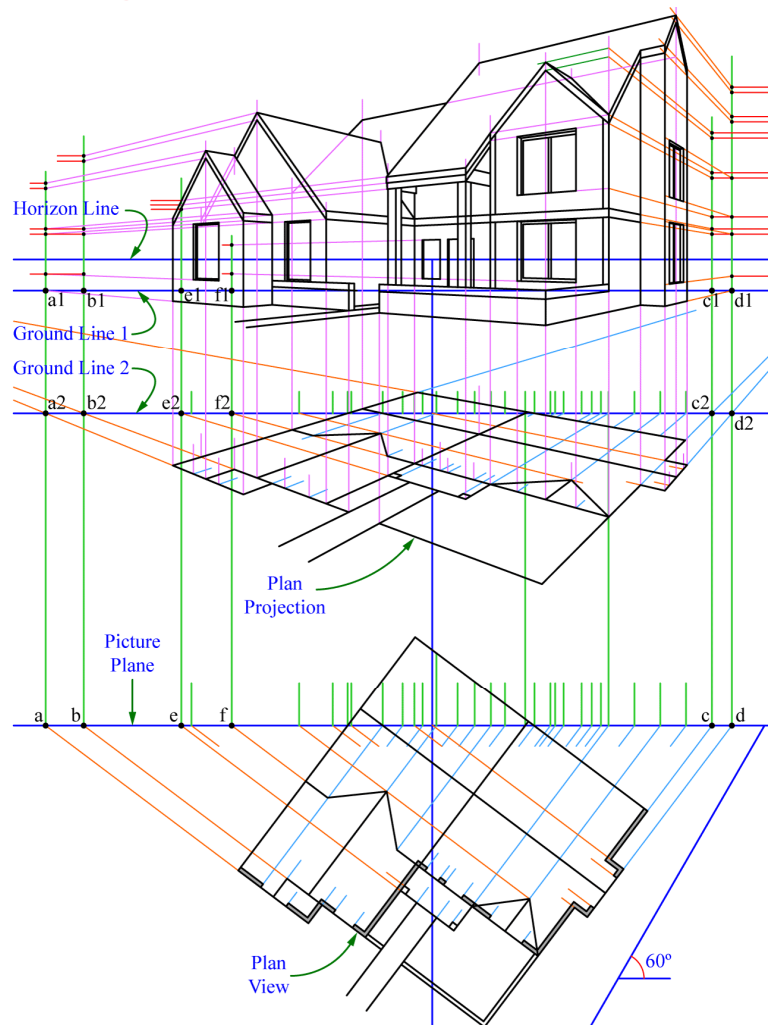 Horizon Line
a1
b1
e1
f1
c1
d1
Ground Line 1
Ground Line 2
a2
b2
e2
f2
c2
d2
Plan
Projection
Picture
Plane
a
b
e
f
c
d
60º
Plan
View